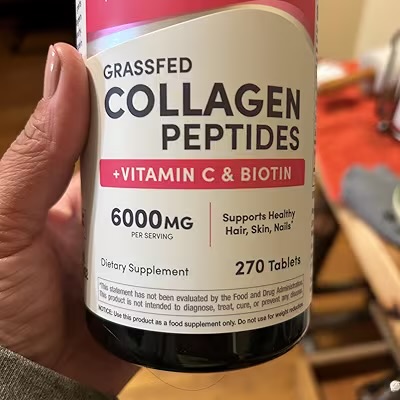 GRASSFED
COLLAGEN
PEPTIDES
+VITAMIN C & BIOTIN
6000MG
PER SERVING
Supports Healthy
Hair, Skin, Nails*
Dietary Supplement
270 Tablets
*This statement has not been evaluated by the Food and Drug Administration.
This product is not intended to diagnose, treat, cure, or prevent any disease.
NOTICE: Use this product as a food supplement only. Do not use for weight reduction.